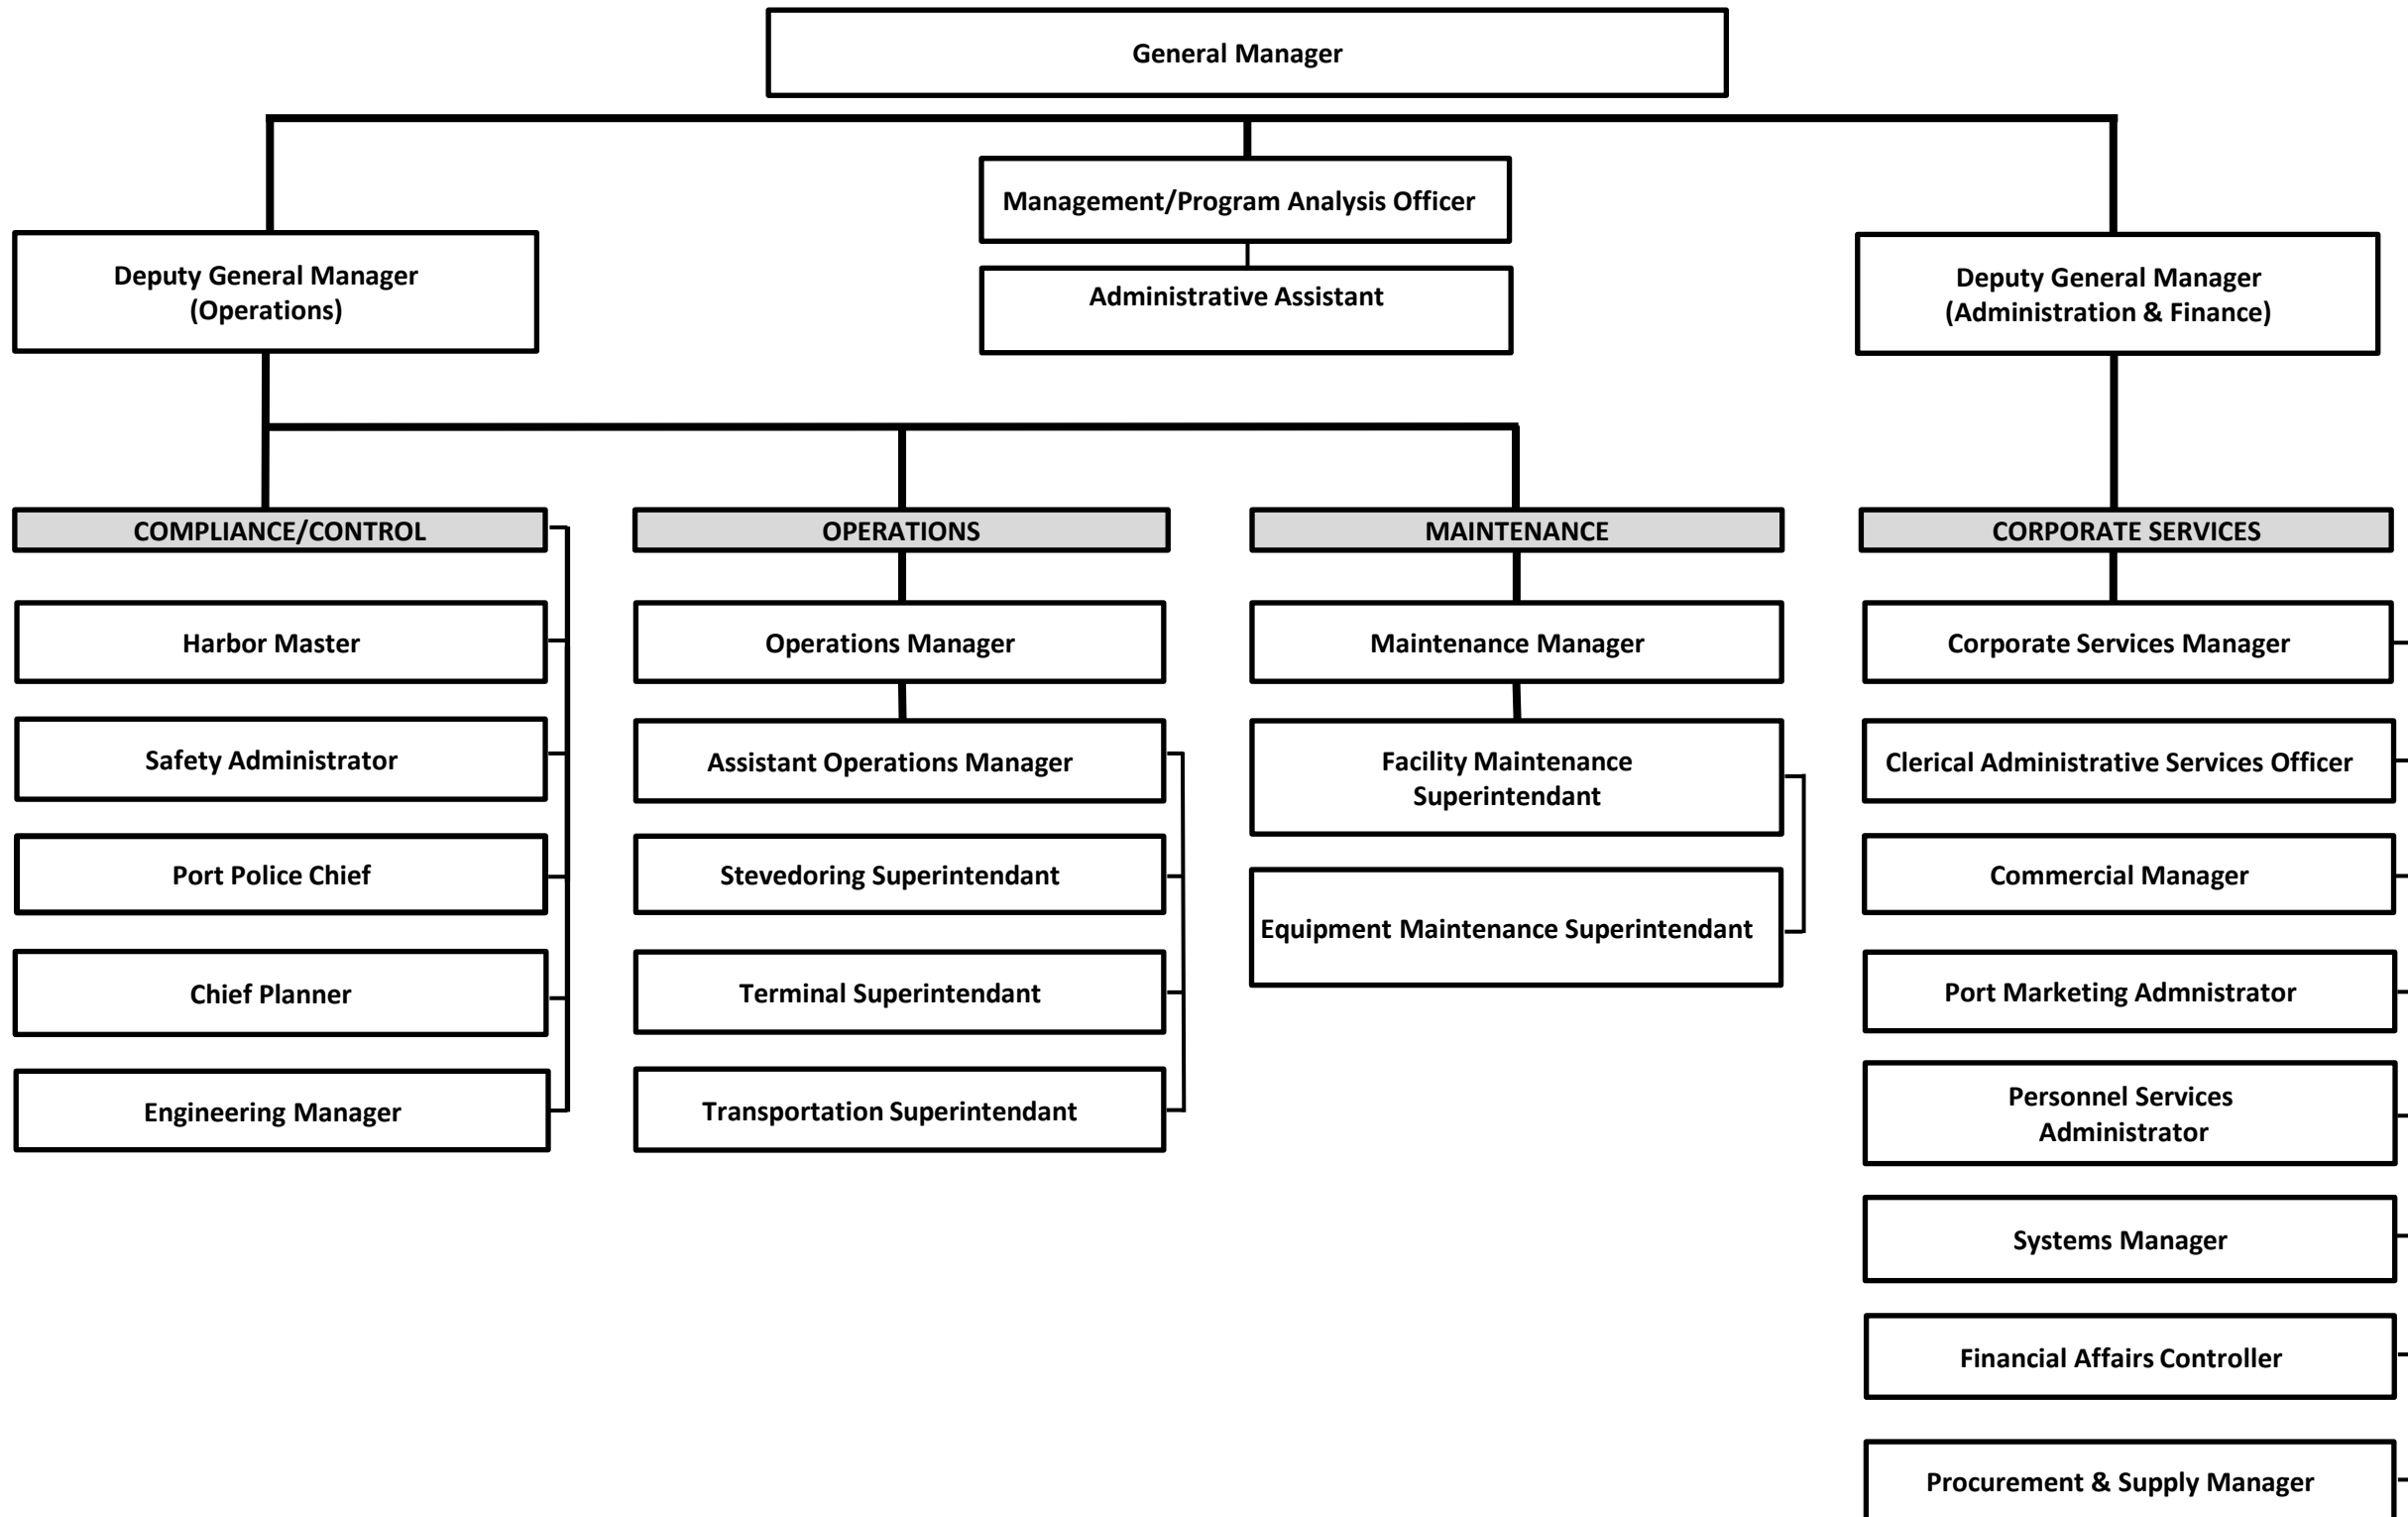 General Manager
Management/Program Analysis Officer
Administrative Assistant
Deputy General Manager
(Operations)
Deputy General Manager
(Administration & Finance)
COMPLIANCE/CONTROL
Harbor Master
Safety Administrator
Port Police Chief
Chief Planner
Engineering Manager
OPERATIONS
Operations Manager
Assistant Operations Manager
Stevedoring Superintendant
Terminal Superintendant
Transportation Superintendant
MAINTENANCE
Maintenance Manager
Facility Maintenance
Superintendant
Equipment Maintenance Superintendant
CORPORATE SERVICES
Corporate Services Manager
Clerical Administrative Services Officer
Commercial Manager
Port Marketing Admnistrator
Personnel Services
Administrator
Systems Manager
Financial Affairs Controller
Procurement & Supply Manager